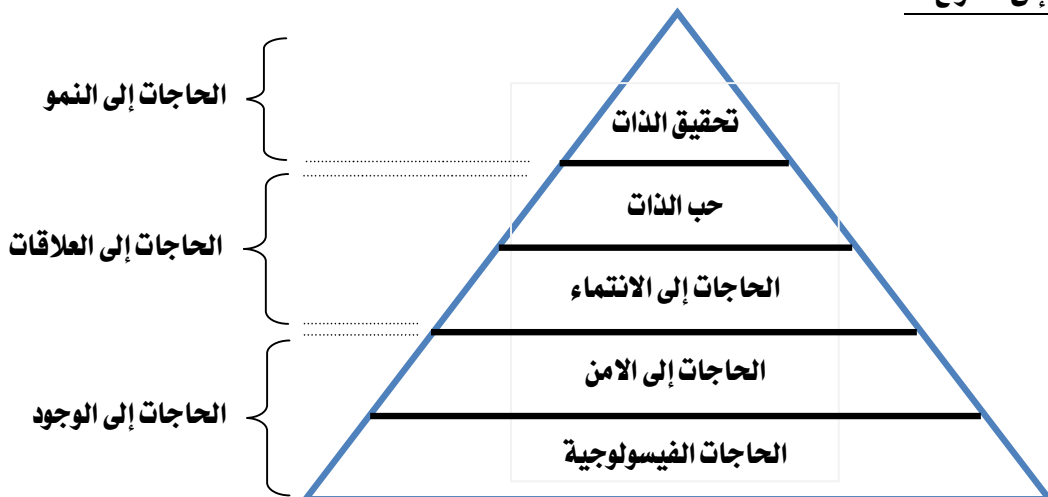 إلى
تحقيق الذات
حب الذات
الحاجات إلى الانتماء
الحاجات إلى الامن
الحاجات الفيسولوجية
الحاجات إلى النمو
الحاجات إلى العلاقات
الحاجات إلى الوجود